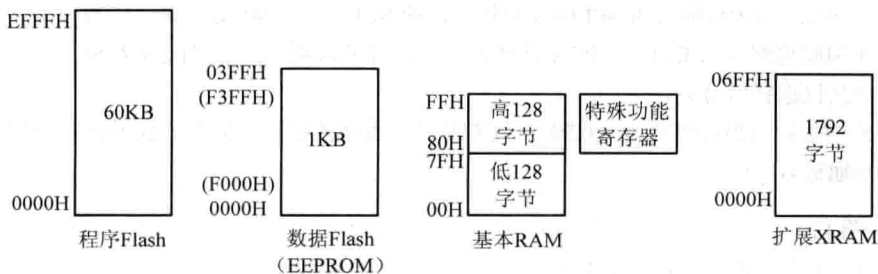 EFFFH
60KB
0000H
程序Flash
03FFH
(F3FFH)
1KB
(F000H)
0000H
数据Flash
（EEPROM）
FFH
高128
字节
80H
7FH
低128
字节
00H
基本RAM
特殊功能
寄存器
06FFH
1792
字节
0000H
扩展XRAM